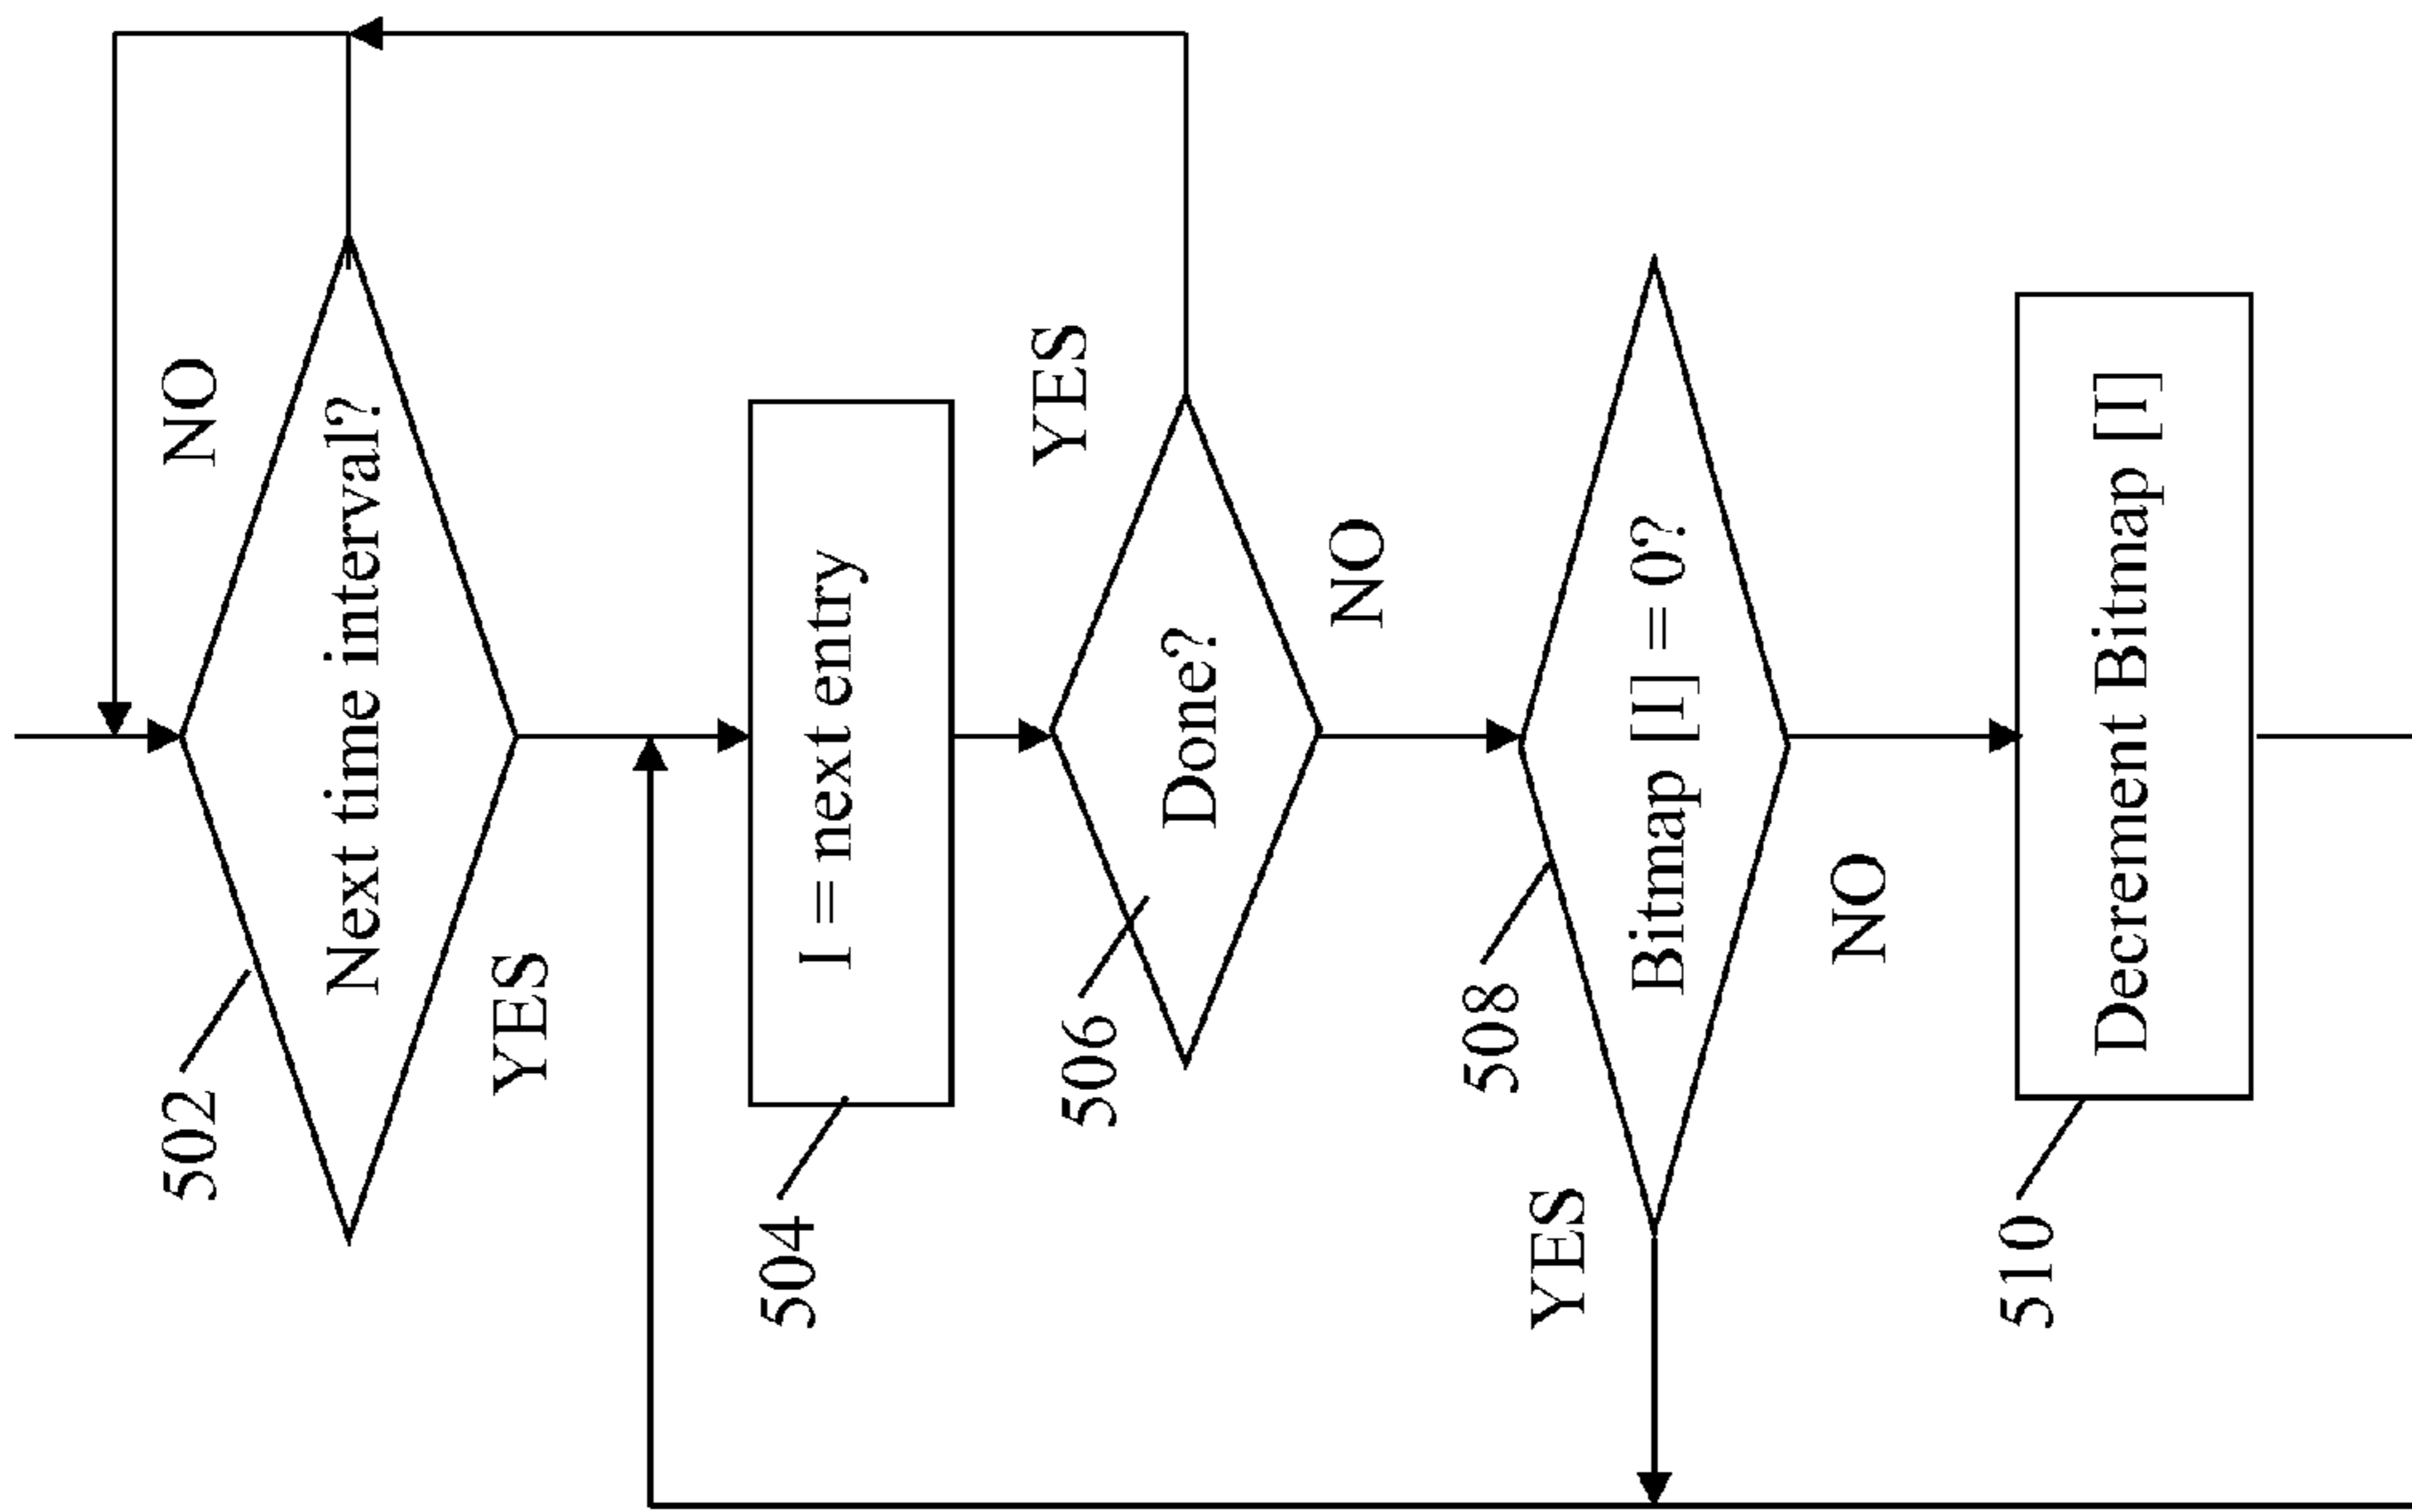 502
Next time interval?
NO
YES
504
I = next entry
506
Done?
YES
NO
508
Bitmap [I] = 0?
YES
NO
510
Decrement Bitmap [I]